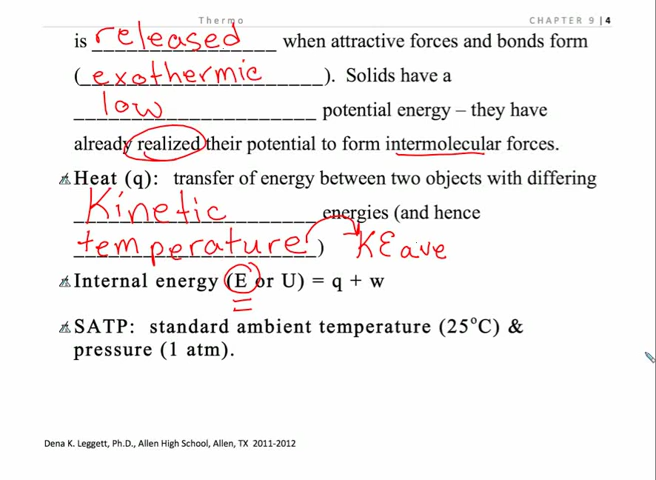 Thermo CHAPTER 9 | 4
is released when attractive forces and bonds form
(exothermic). Solids have a
low potential energy – they have
already realized their potential to form intermolecular forces.
Heat (q): transfer of energy between two objects with differing
Kinetic energies (and hence
temperature) KEave
Internal energy (E or U) = q + w
SATP: standard ambient temperature (25°C) &
pressure (1 atm).
Dena K. Leggett, Ph.D., Allen High School, Allen, TX 2011-2012